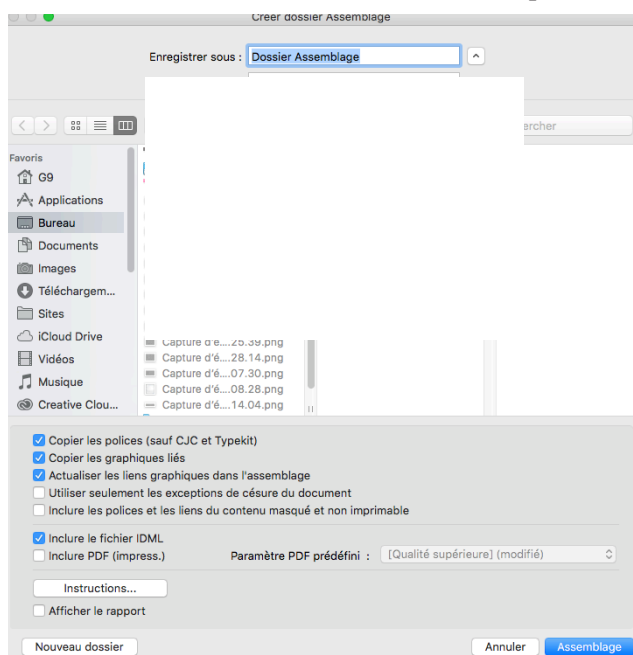 Créer dossier Assemblage
Enregistrer sous : Dossier Assemblage
ercher
Favoris
G9
Applications
Bureau
Documents
Images
Téléchargem...
Sites
iCloud Drive
Vidéos
Musique
Creative Clou...
Capture d'é....25.39.png
Capture d'é....28.14.png
Capture d'é....07.30.png
Capture d'é....08.28.png
Capture d'é....14.04.png
Copier les polices (sauf CJC et Typekit)
Copier les graphiques liés
Actualiser les liens graphiques dans l'assemblage
Utiliser seulement les exceptions de césure du document
Inclure les polices et les liens du contenu masqué et non imprimable
Inclure le fichier IDML
Inclure PDF (impress.) Paramètre PDF prédéfini : [Qualité supérieure] (modifié)
Instructions...
Afficher le rapport
Nouveau dossier Annuler Assemblage